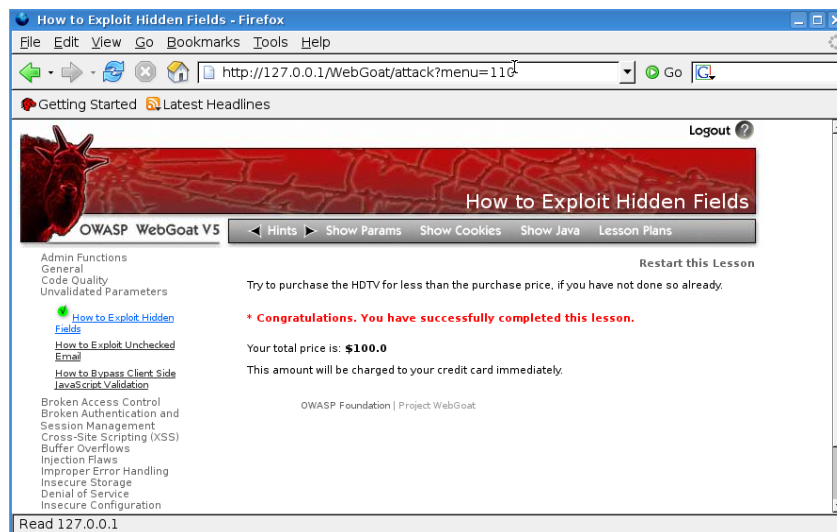 How to Exploit Hidden Fields - Firefox
File Edit View Go Bookmarks Tools Help
http://127.0.0.1/WebGoat/attack?menu=110
Go
G
Getting Started Latest Headlines
Logout ?
How to Exploit Hidden Fields
OWASP WebGoat V5
Hints Show Params Show Cookies Show Java Lesson Plans
Admin Functions
General
Code Quality
Unvalidated Parameters
How to Exploit Hidden
Fields
How to Exploit Unchecked
Email
How to Bypass Client Side
JavaScript Validation
Broken Access Control
Broken Authentication and
Session Management
Cross-Site Scripting (XSS)
Buffer Overflows
Injection Flaws
Improper Error Handling
Insecure Storage
Denial of Service
Insecure Configuration
Restart this Lesson
Try to purchase the HDTV for less than the purchase price, if you have not done so already.
* Congratulations. You have successfully completed this lesson.
Your total price is: $100.0
This amount will be charged to your credit card immediately.
OWASP Foundation | Project WebGoat
Read 127.0.0.1